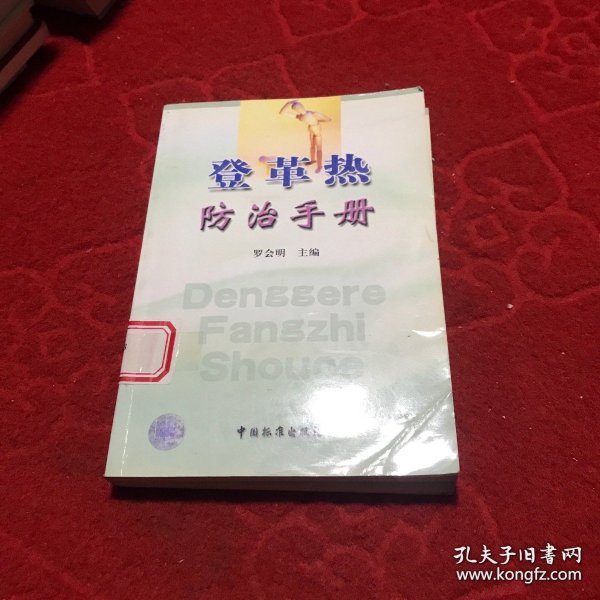 登革热
防治手册
罗会明 主编
Denggere
Fangzhi
Shouce
中国标准出版
孔夫子旧书网
www.kongfz.com